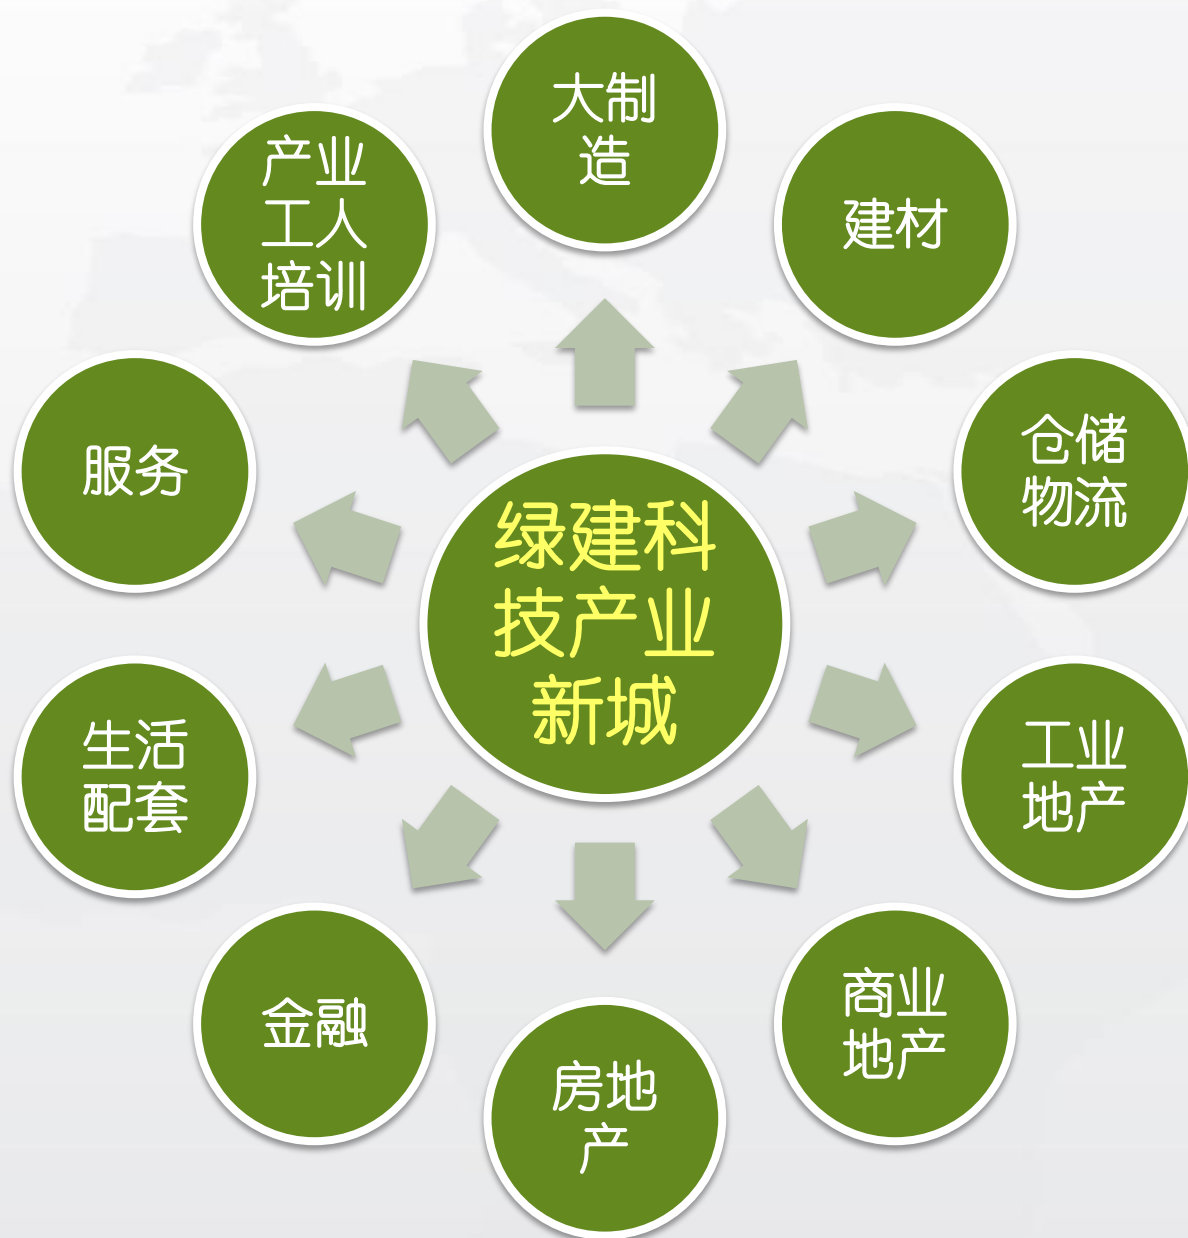 大制
造
建材
仓储
物流
工业
地产
商业
地产
房地
产
金融
生活
配套
服务
产业
工人
培训
绿建科
技产业
新城